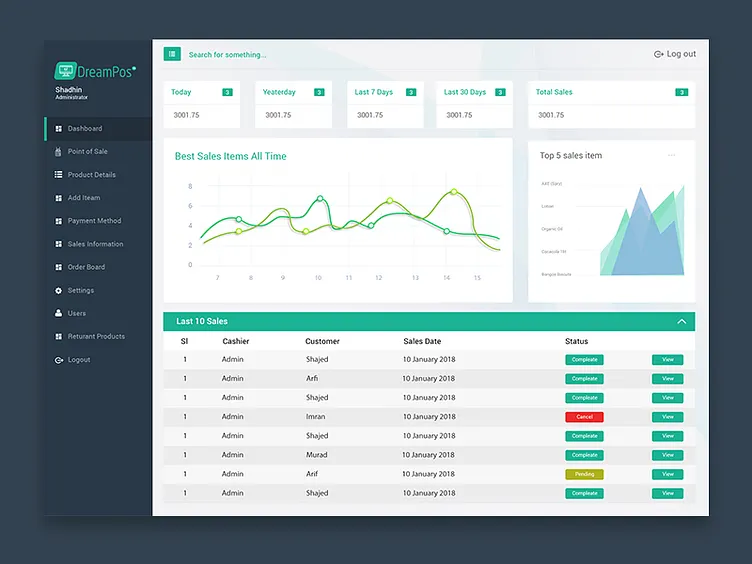 DreamPos
Shadhin
Administrator
Dashboard
Point of Sale
Product Details
Add Iteam
Payment Method
Sales Information
Order Board
Settings
Users
Returant Products
Logout
Search for something...
Log out
Today 3
3001.75
Yeaterday 3
3001.75
Last 7 Days 3
3001.75
Last 30 Days 3
3001.75
Total Sales 3
3001.75
Best Sales Items All Time
8
6
4
2
0
7 8 9 10 11 12 13 14 15
Top 5 sales item
...
Organic Oil
Last 10 Sales
Sl Cashier Customer Sales Date Status
1 Admin Shajed 10 January 2018 Compleate View
1 Admin Arfi 10 January 2018 Compleate View
1 Admin Shajed 10 January 2018 Compleate View
1 Admin Imran 10 January 2018 Cancel View
1 Admin Shajed 10 January 2018 Compleate View
1 Admin Murad 10 January 2018 Compleate View
1 Admin Arif 10 January 2018 Pending View
1 Admin Shajed 10 January 2018 Compleate View